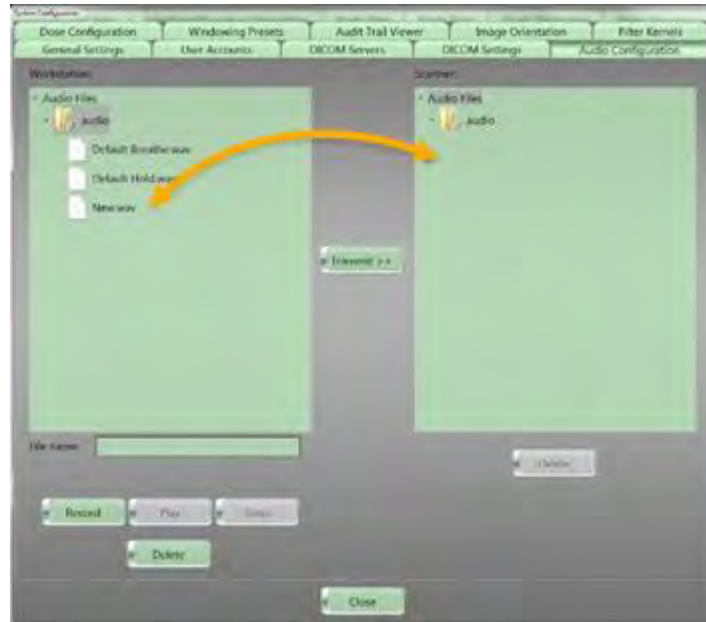 System Configuration
Dose Configuration Windowing Presets Audit Trail Viewer Image Orientation Filter Kernels
General Settings User Accounts DICOM Servers DICOM Settings Audio Configuration
Workstation: Scanner:
Audio Files Audio Files
audio audio
Default Breathe.wav
Default Hold.wav
New.wav
Transmit >>
File name:
Delete
Record Play
Delete
Close